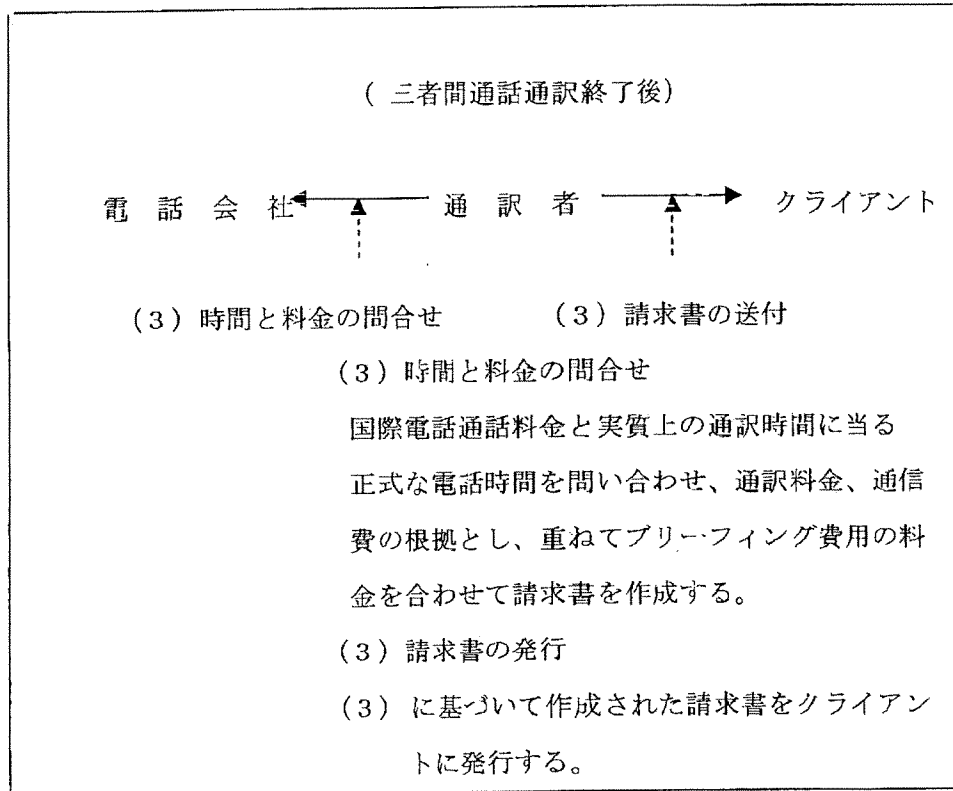 ( 三者間通話通訳終了後)
電 話 会 社 通 訳 者 クライアント
(3) 時間と料金の問合せ (3) 請求書の送付
(3) 時間と料金の問合せ
国際電話通話料金と実質上の通訳時間に当る
正式な電話時間を問い合わせ、通訳料金、通信
費の根拠とし、重ねてブリーフィング費用の料
金を合わせて請求書を作成する。
(3) 請求書の発行
(3) に基づいて作成された請求書をクライアン
トに発行する。